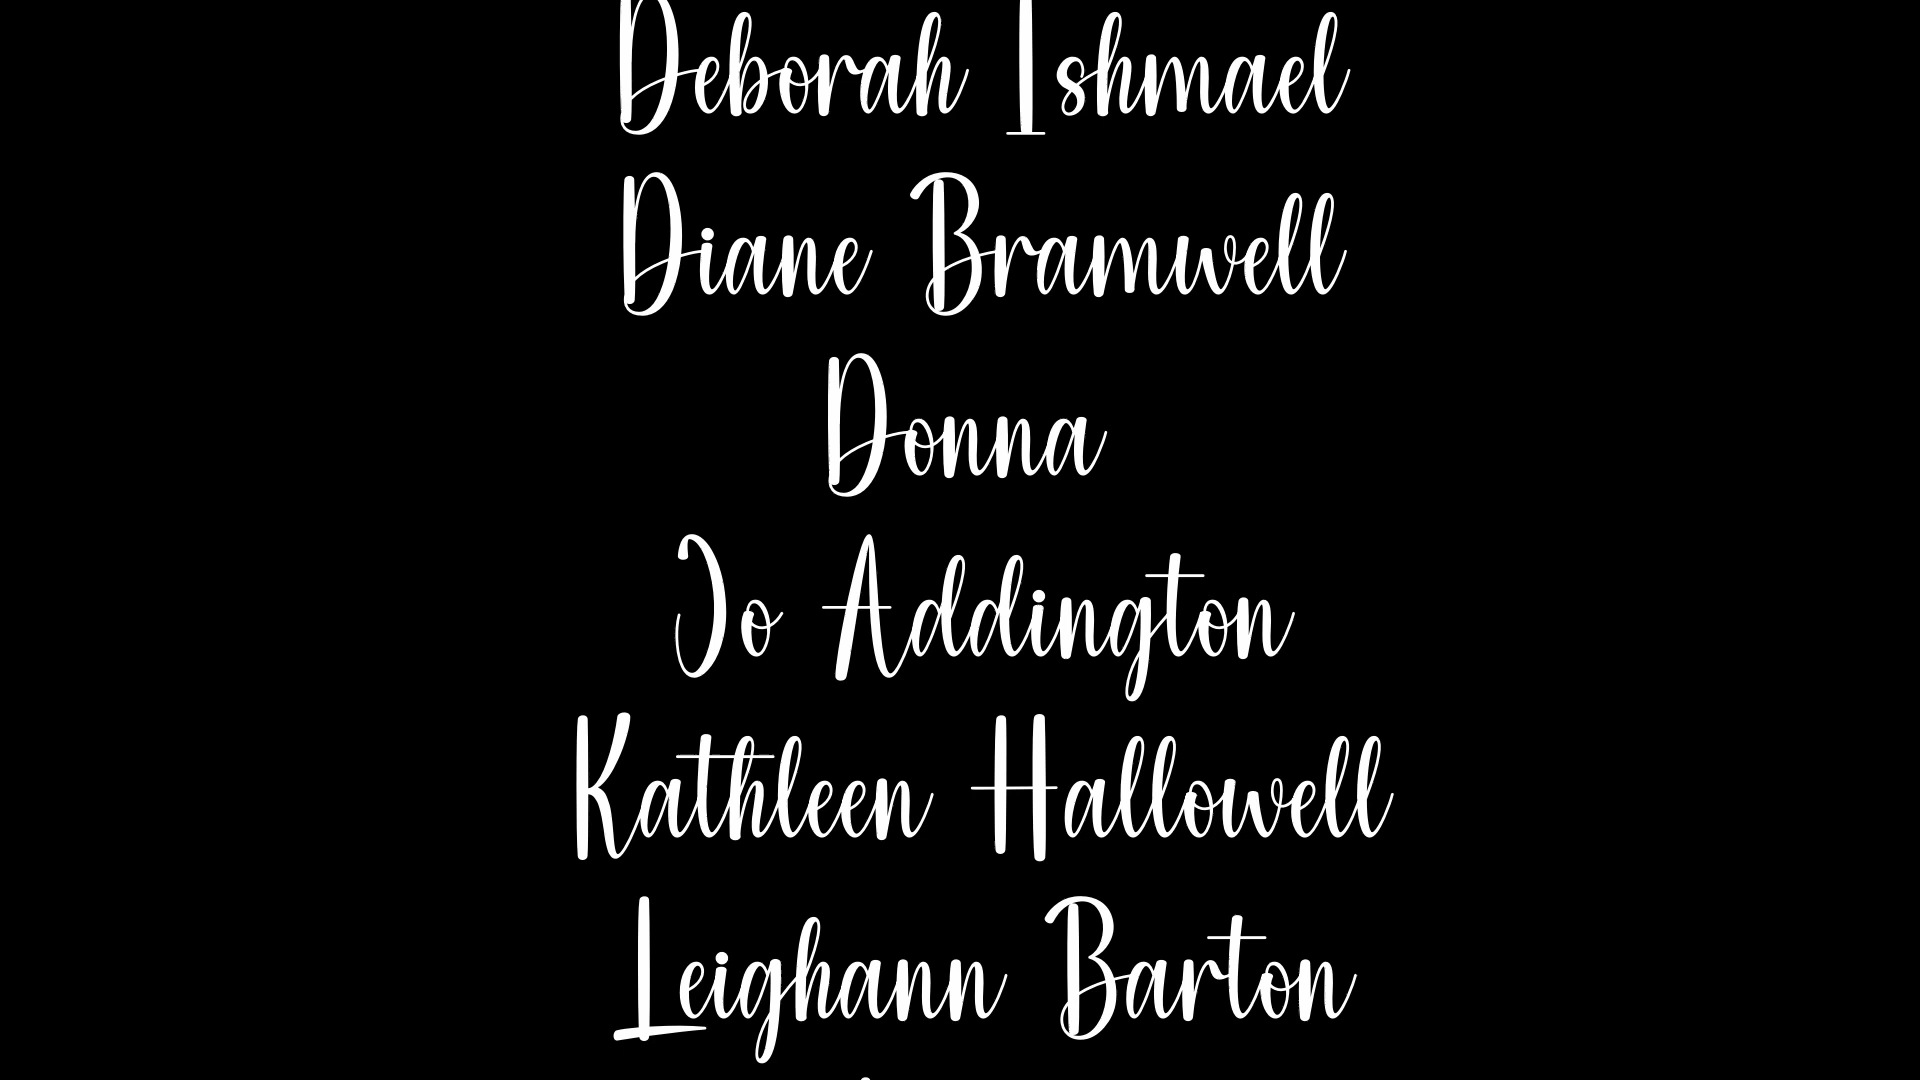 Deborah Ishmael
Diane Bramwell
Donna
Jo Addington
Kathleen Hallowell
Leighann Barton